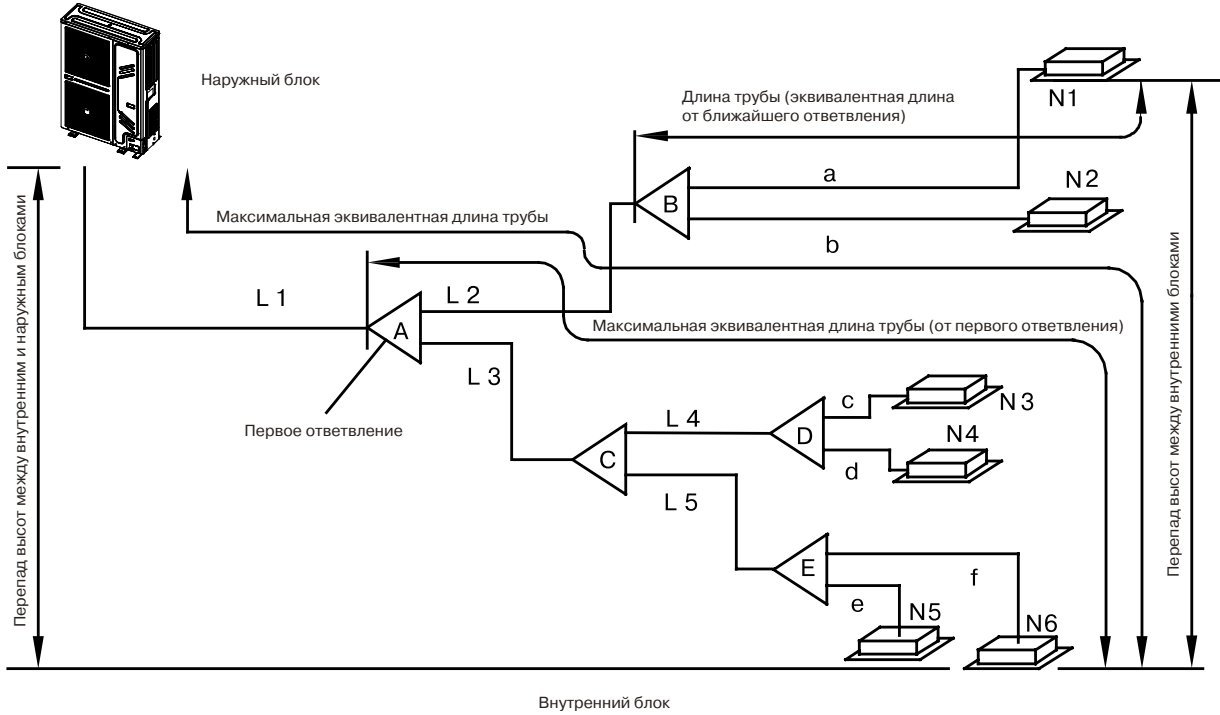 Наружный блок
Длина трубы (эквивалентная длина
от ближайшего ответвления)
N1
a
N2
B
b
Максимальная эквивалентная длина трубы
L 1
L 2
A
Максимальная эквивалентная длина трубы (от первого ответвления)
L 3
Первое ответвление
c
N3
L 4
D
N4
C
d
L 5
E
f
e
N5
N6
Перепад высот между внутренним и наружным блоками
Перепад высот между внутренними блоками
Внутренний блок